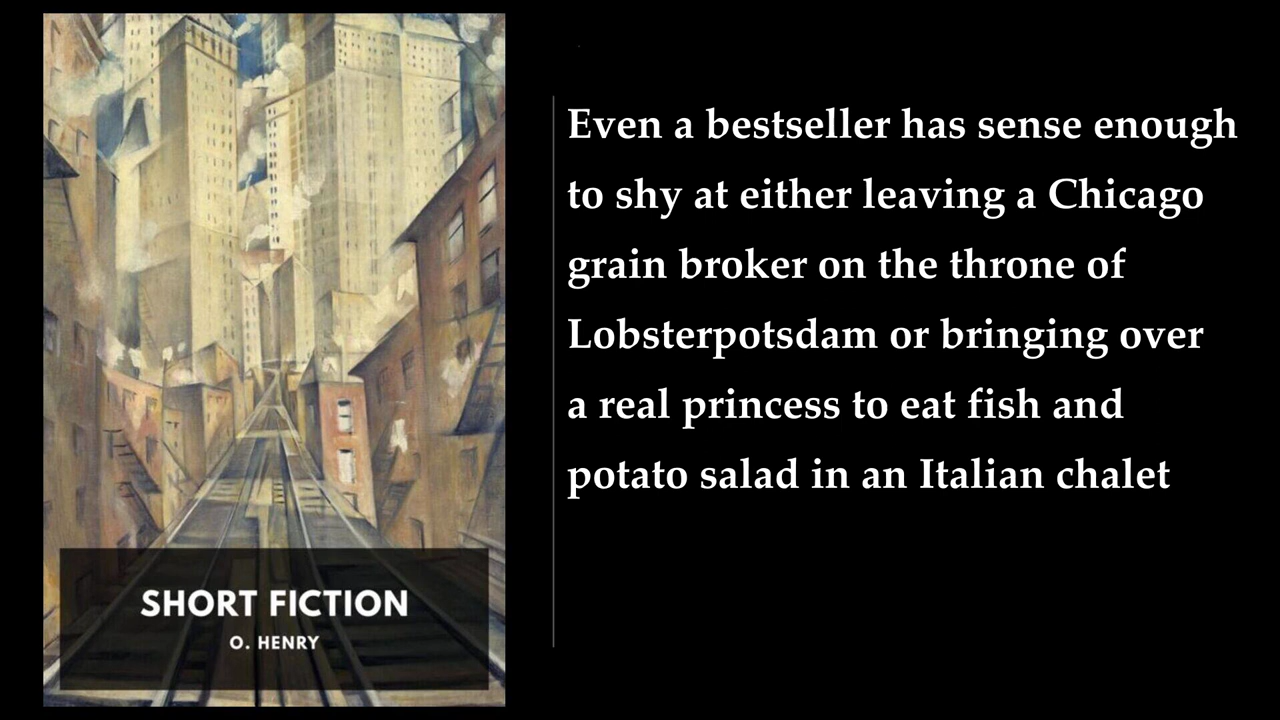 SHORT FICTION
O. HENRY
Even a bestseller has sense enough
to shy at either leaving a Chicago
grain broker on the throne of
Lobsterpotsdam or bringing over
a real princess to eat fish and
potato salad in an Italian chalet